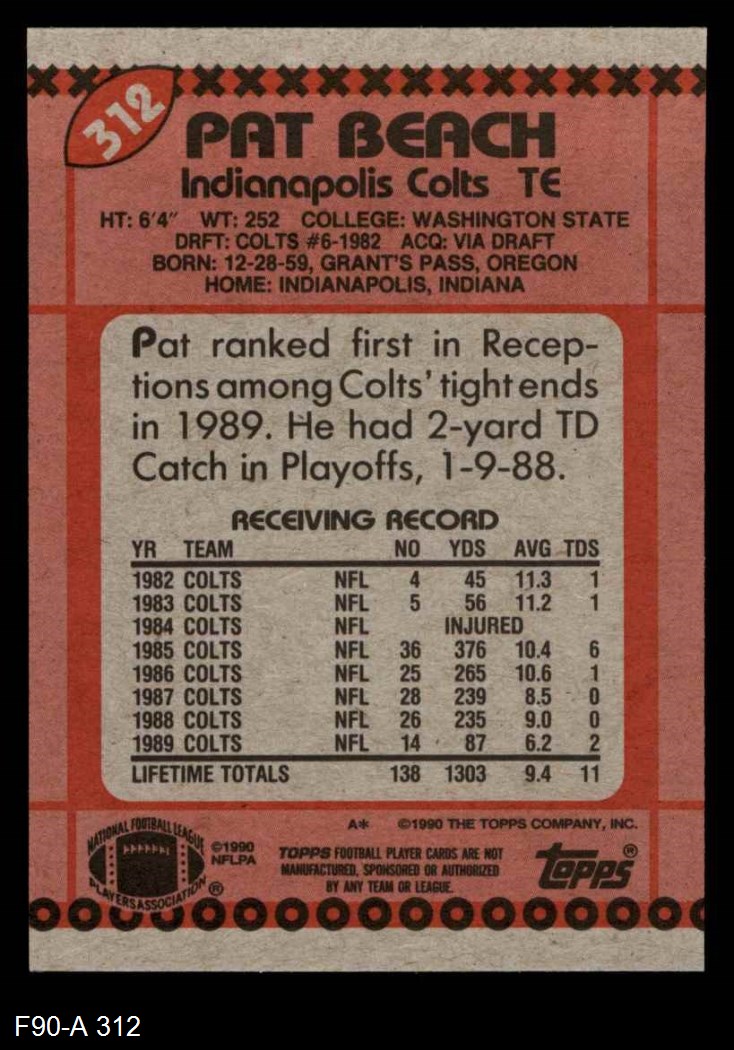 312
PAT BEACH
Indianapolis Colts TE
HT: 6'4" WT: 252 COLLEGE: WASHINGTON STATE
DRFT: COLTS #6-1982 ACQ: VIA DRAFT
BORN: 12-28-59, GRANT'S PASS, OREGON
HOME: INDIANAPOLIS, INDIANA
Pat ranked first in Recep-
tions among Colts' tight ends
in 1989. He had 2-yard TD
Catch in Playoffs, 1-9-88.
RECEIVING RECORD
YR TEAM NO YDS AVG TDS
1982 COLTS NFL 4 45 11.3 1
1983 COLTS NFL 5 56 11.2 1
1984 COLTS NFL INJURED
1985 COLTS NFL 36 376 10.4 6
1986 COLTS NFL 25 265 10.6 1
1987 COLTS NFL 28 239 8.5 0
1988 COLTS NFL 26 235 9.0 0
1989 COLTS NFL 14 87 6.2 2
LIFETIME TOTALS 138 1303 9.4 11
A* ©1990 THE TOPPS COMPANY, INC.
NATIONAL FOOTBALL LEAGUE
PLAYERS ASSOCIATION ®
©1990
NFLPA
TOPPS FOOTBALL PLAYER CARDS ARE NOT
MANUFACTURED, SPONSORED OR AUTHORIZED
BY ANY TEAM OR LEAGUE.
topps ®
F90-A 312